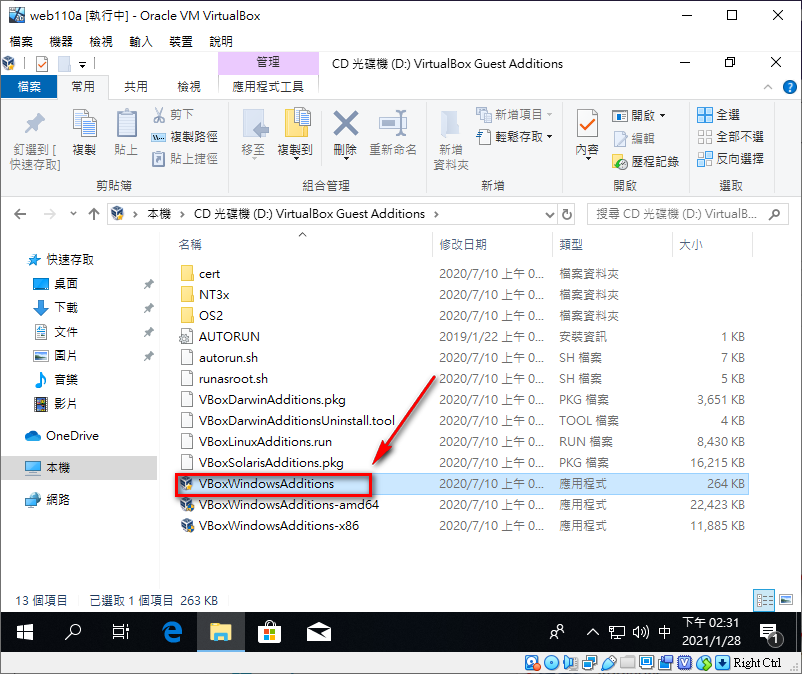 web110a [執行中] - Oracle VM VirtualBox
檔案 機器 檢視 輸入 裝置 說明
管理 CD 光碟機 (D:) VirtualBox Guest Additions
檔案 常用 共用 檢視 應用程式工具
釘選到 [快速存取] 複製 貼上 剪下 複製路徑 貼上捷徑 移至 複製到 刪除 重新命名 新增資料夾 新增項目 輕鬆存取 內容 開啟 編輯 歷程記錄 全選 全部不選 反向選擇
剪貼簿 組合管理 新增 開啟 選取
本機 CD 光碟機 (D:) VirtualBox Guest Additions 搜尋 CD 光碟機 (D:) VirtualB...
快速存取
桌面
下載
文件
圖片
音樂
影片
OneDrive
本機
網路
名稱 修改日期 類型 大小
cert 2020/7/10 上午 0... 檔案資料夾
NT3x 2020/7/10 上午 0... 檔案資料夾
OS2 2020/7/10 上午 0... 檔案資料夾
AUTORUN 2019/1/22 上午 0... 安裝資訊 1 KB
autorun.sh 2020/7/10 上午 0... SH 檔案 7 KB
runasroot.sh 2020/7/10 上午 0... SH 檔案 5 KB
VBoxDarwinAdditions.pkg 2020/7/10 上午 0... PKG 檔案 3,651 KB
VBoxDarwinAdditionsUninstall.tool 2020/7/10 上午 0... TOOL 檔案 4 KB
VBoxLinuxAdditions.run 2020/7/10 上午 0... RUN 檔案 8,430 KB
VBoxSolarisAdditions.pkg 2020/7/10 上午 0... PKG 檔案 16,215 KB
VBoxWindowsAdditions 2020/7/10 上午 0... 應用程式 264 KB
VBoxWindowsAdditions-amd64 2020/7/10 上午 0... 應用程式 22,423 KB
VBoxWindowsAdditions-x86 2020/7/10 上午 0... 應用程式 11,885 KB
13 個項目 已選取 1 個項目 263 KB
中 下午 02:31
2021/1/28 1
Right Ctrl